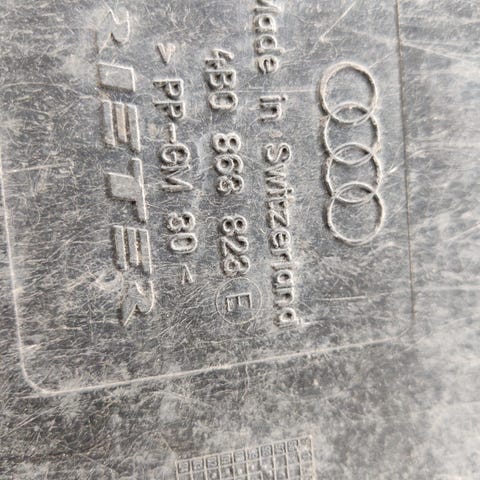 Made in Switzerland
4B0 863 823 E
> PP-GM 30 <
RIETER